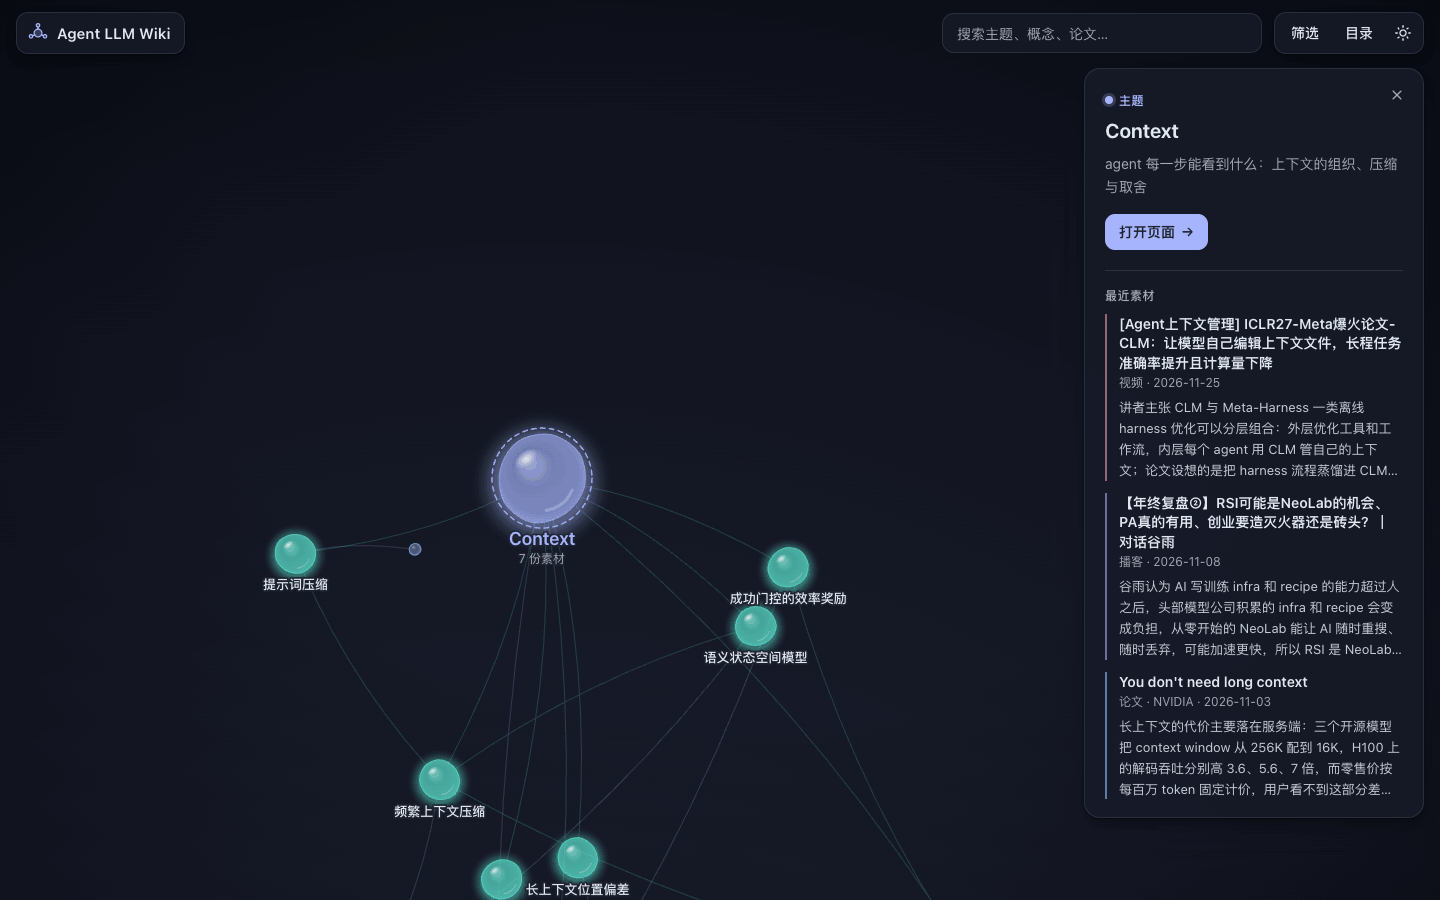 Agent LLM Wiki
搜索主题、概念、论文...
筛选
目录
主题
Context
agent 每一步能看到什么：上下文的组织、压缩
与取舍
打开页面 →
最近素材
[Agent上下文管理] ICLR27-Meta爆火论文-
CLM：让模型自己编辑上下文文件，长程任务
准确率提升且计算量下降
视频 · 2026-11-25
讲者主张 CLM 与 Meta-Harness 一类离线
harness 优化可以分层组合：外层优化工具和工
作流，内层每个 agent 用 CLM 管自己的上下
文；论文设想的是把 harness 流程蒸馏进 CLM...
【年终复盘②】RSI可能是NeoLab的机会、
PA真的有用、创业要造灭火器还是砖头？｜
对话谷雨
播客 · 2026-11-08
谷雨认为 AI 写训练 infra 和 recipe 的能力超过人
之后，头部模型公司积累的 infra 和 recipe 会变
成负担，从零开始的 NeoLab 能让 AI 随时重搜、
随时丢弃，可能加速更快，所以 RSI 是 NeoLab...
You don't need long context
论文 · NVIDIA · 2026-11-03
长上下文的代价主要落在服务端：三个开源模型
把 context window 从 256K 配到 16K，H100 上
的解码吞吐分别高 3.6、5.6、7 倍，而零售价按
每百万 token 固定计价，用户看不到这部分差...
Context
7 份素材
提示词压缩
成功门控的效率奖励
语义状态空间模型
频繁上下文压缩
长上下文位置偏差